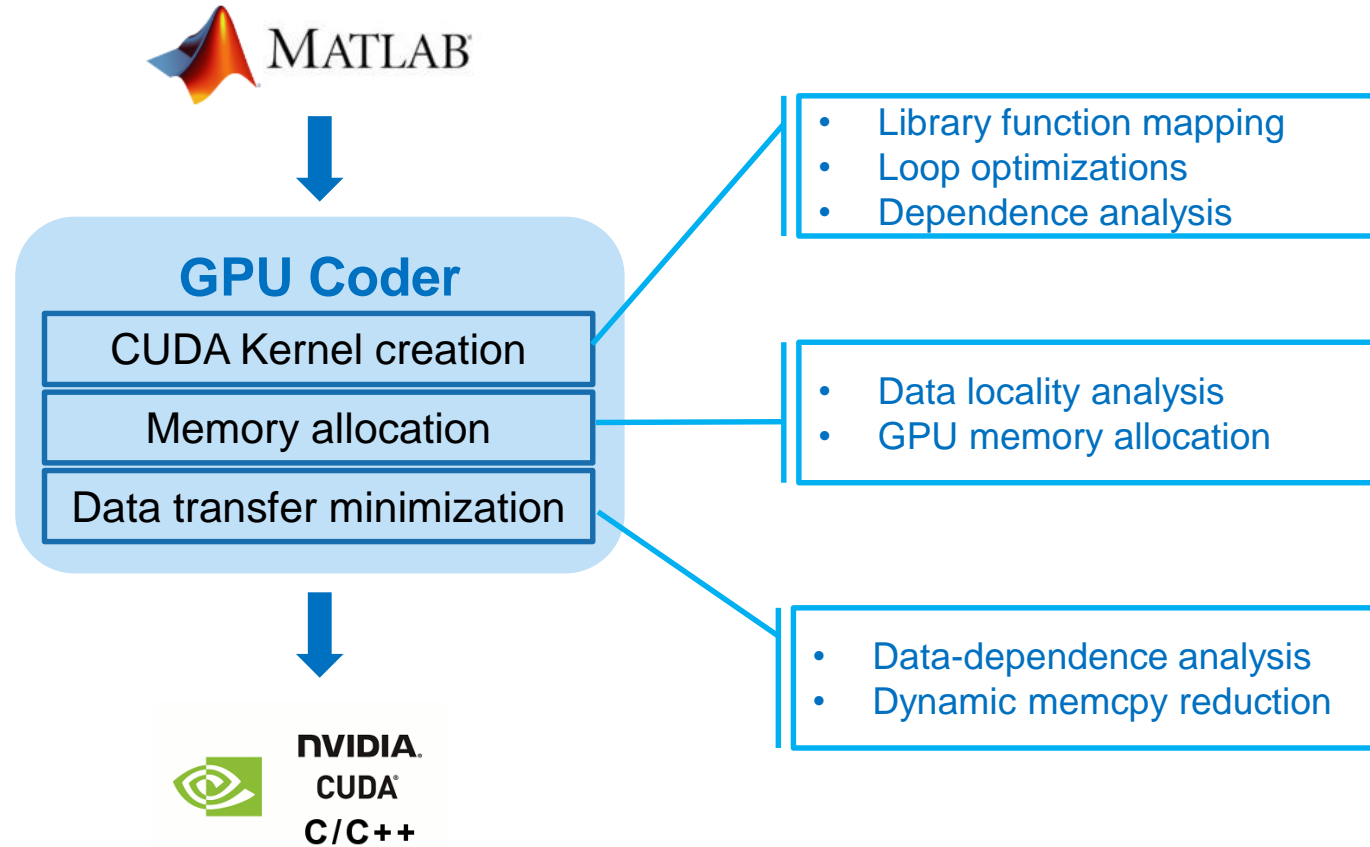 MATLAB®
GPU Coder
CUDA Kernel creation
Memory allocation
Data transfer minimization
• Library function mapping
• Loop optimizations
• Dependence analysis
• Data locality analysis
• GPU memory allocation
• Data-dependence analysis
• Dynamic memcpy reduction
NVIDIA.
CUDA®
C/C++